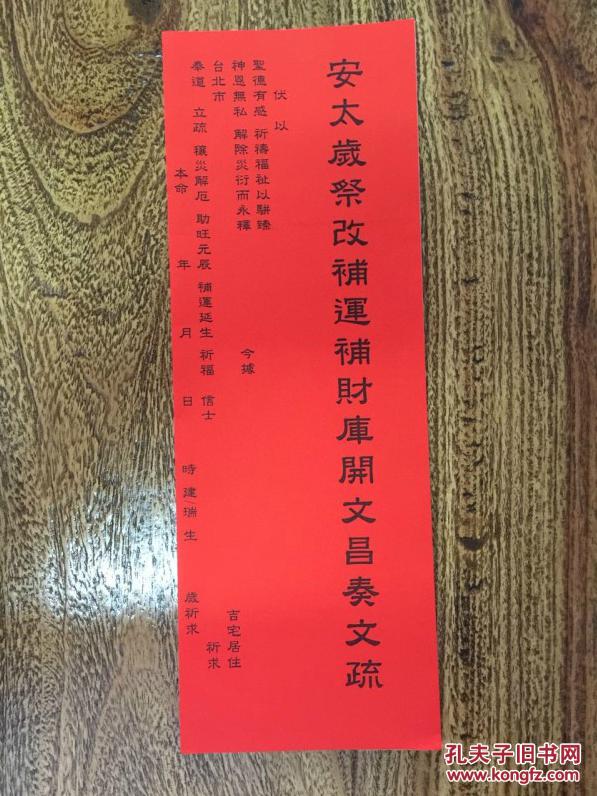 安太歲祭改補運補財庫開文昌奏文疏
伏以
聖德有感 祈禱福祉以駢臻
神恩無私 解除災衍而永釋 今據
台北市 吉宅居住
奉道 立疏 禳災解厄 助旺元辰 補運延生 祈福 信士 祈求
本命 年 月 日 時 建/瑞生 歲祈求
孔夫子旧书网
www.kongfz.com